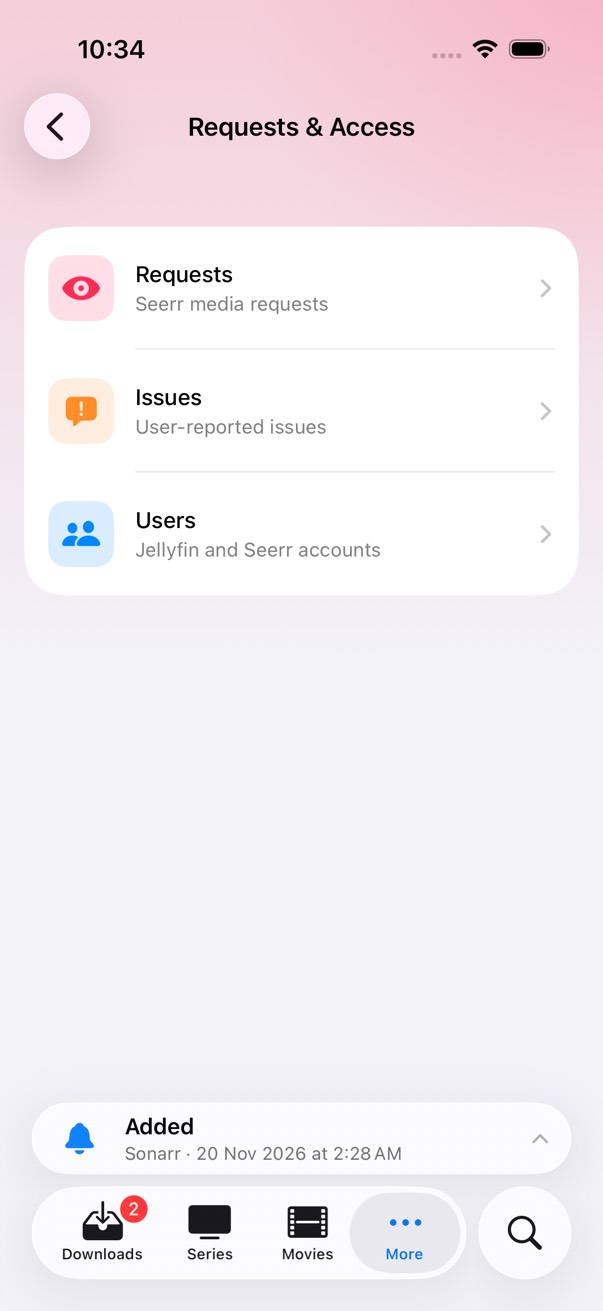 10:34
Requests & Access
Requests
Seerr media requests
Issues
User-reported issues
Users
Jellyfin and Seerr accounts
Added
Sonarr · 20 Nov 2026 at 2:28 AM
2
Downloads
Series
Movies
More